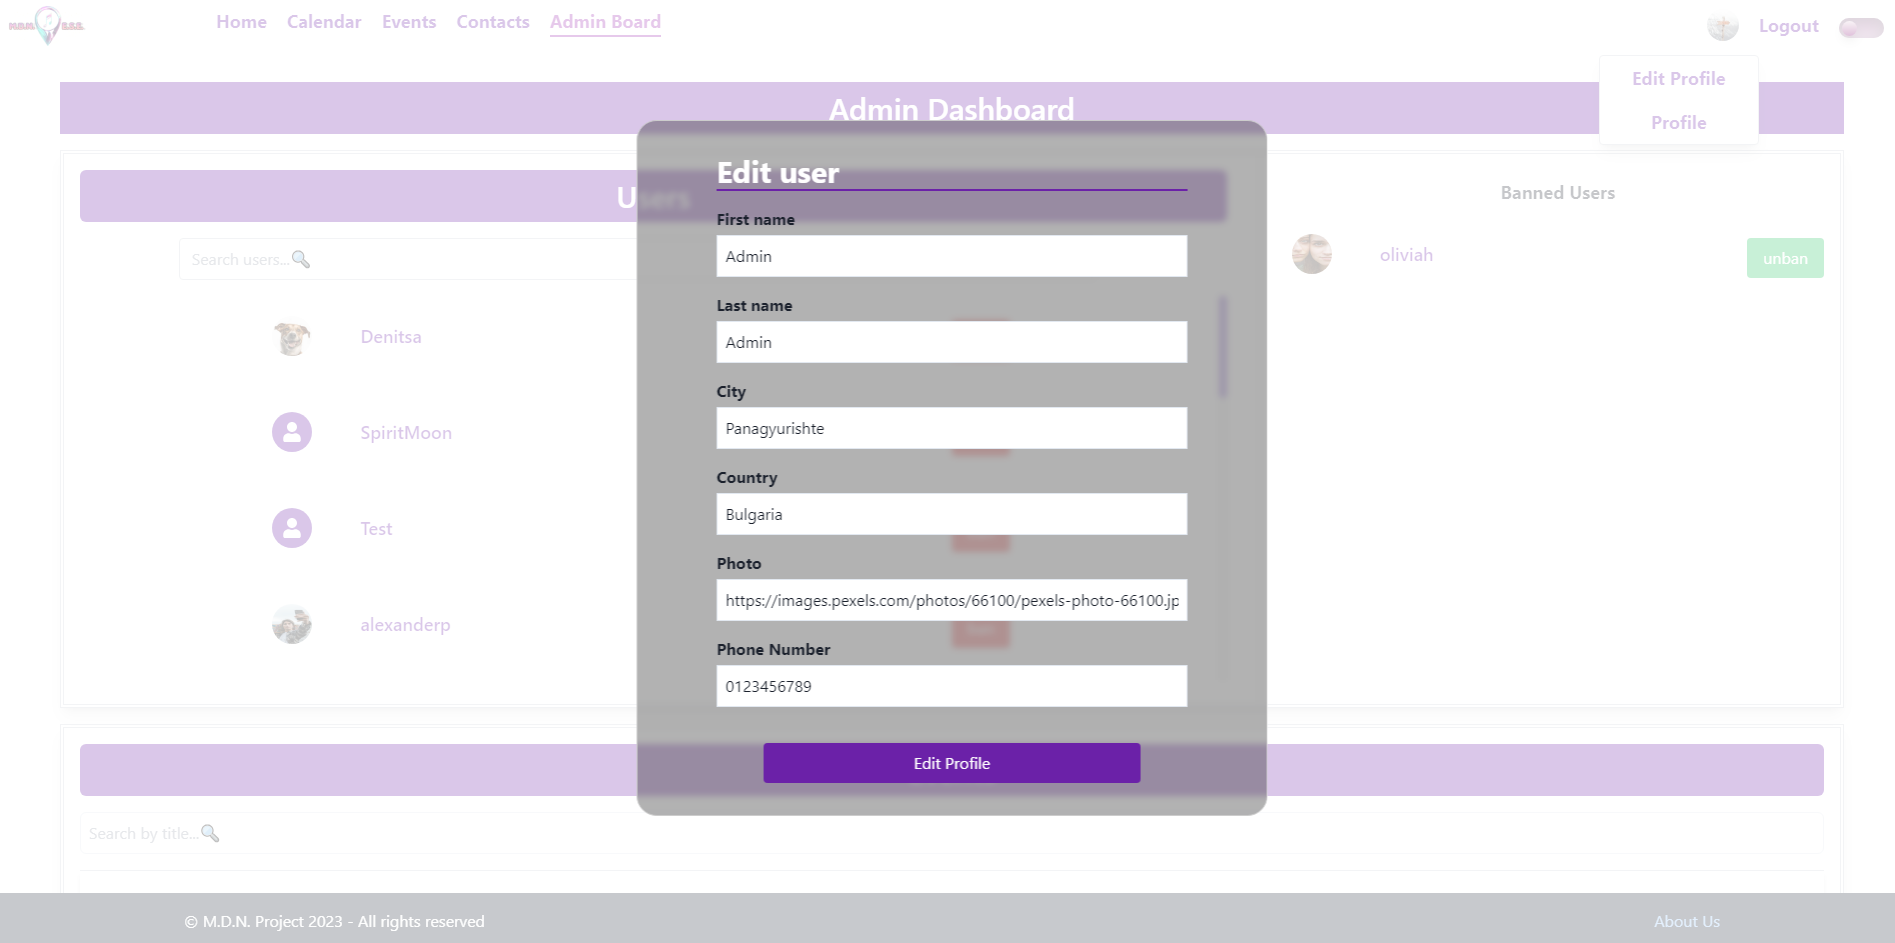 M.D.N. E.E.E.
Home Calendar Events Contacts Admin Board
Logout
Edit Profile
Profile
Admin Dashboard
Users
Banned Users
Search users...🔍
oliviah
unban
Denitsa
SpiritMoon
Test
alexanderp
Edit user
First name
Admin
Last name
Admin
City
Panagyurishte
Country
Bulgaria
Photo
https://images.pexels.com/photos/66100/pexels-photo-66100.jp
Phone Number
0123456789
Edit Profile
Search by title...🔍
© M.D.N. Project 2023 - All rights reserved
About Us